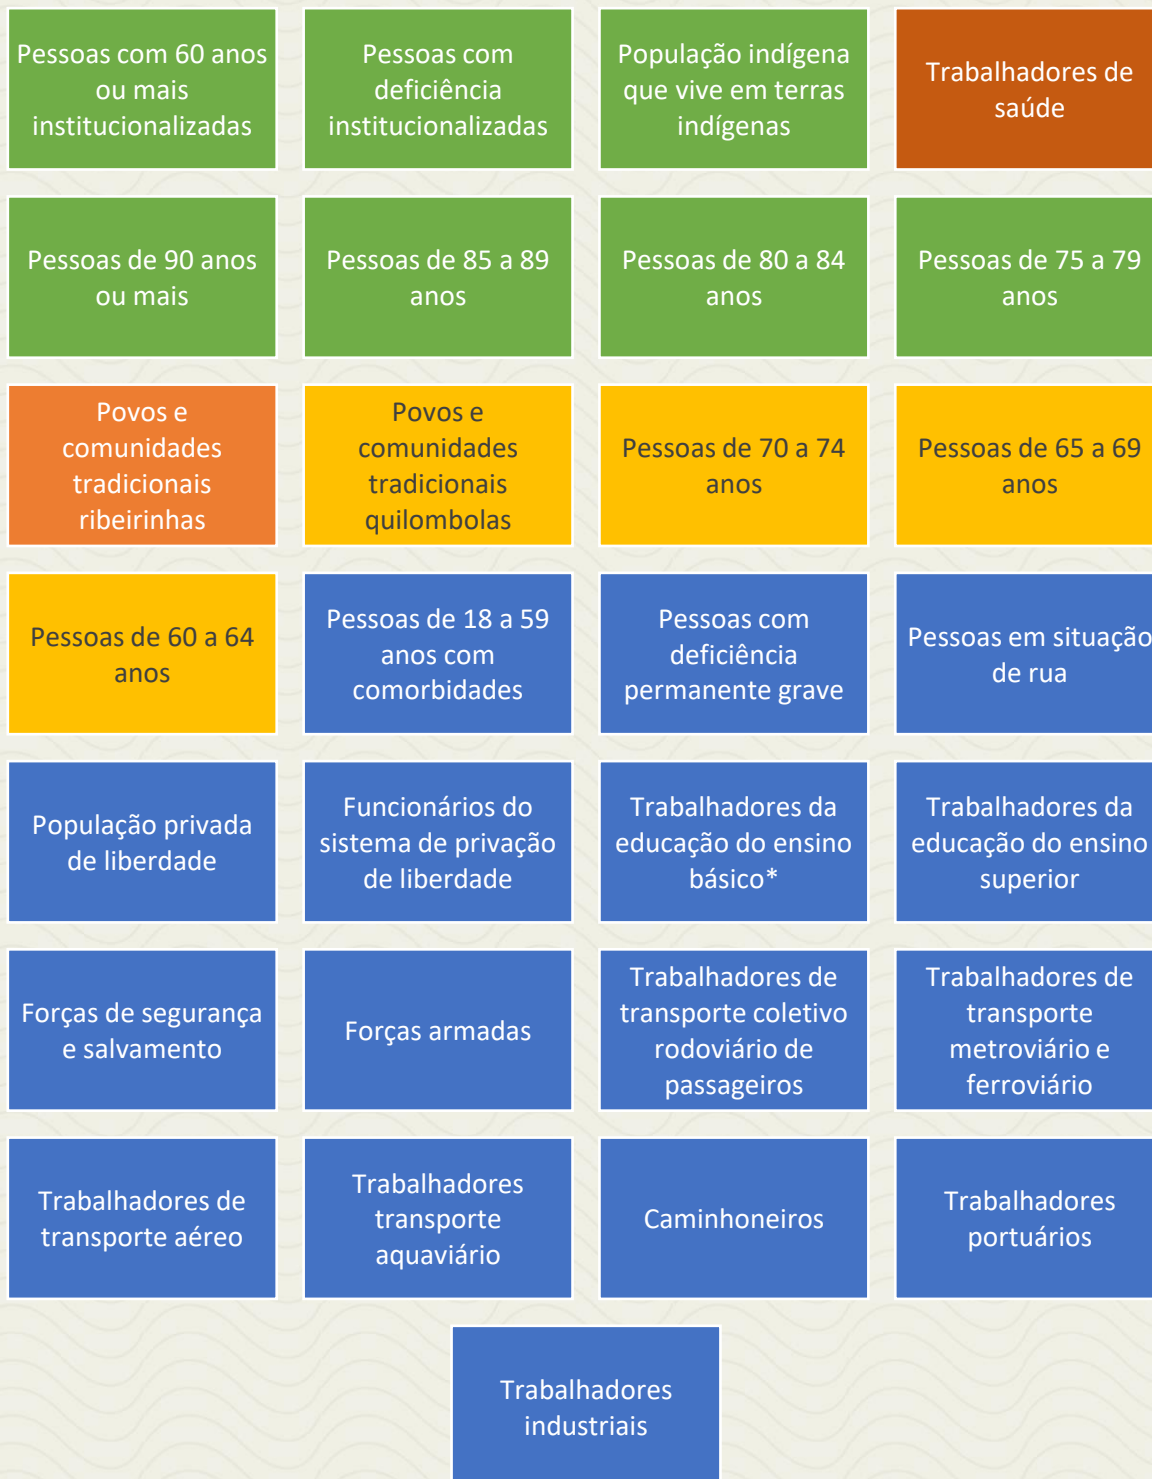 Pessoas com 60 anos
ou mais
institucionalizadas
Pessoas com
deficiência
institucionalizadas
População indígena
que vive em terras
indígenas
Trabalhadores de
saúde
Pessoas de 90 anos
ou mais
Pessoas de 85 a 89
anos
Pessoas de 80 a 84
anos
Pessoas de 75 a 79
anos
Povos e
comunidades
tradicionais
ribeirinhas
Povos e
comunidades
tradicionais
quilombolas
Pessoas de 70 a 74
anos
Pessoas de 65 a 69
anos
Pessoas de 60 a 64
anos
Pessoas de 18 a 59
anos com
comorbidades
Pessoas com
deficiência
permanente grave
Pessoas em situação
de rua
População privada
de liberdade
Funcionários do
sistema de privação
de liberdade
Trabalhadores da
educação do ensino
básico*
Trabalhadores da
educação do ensino
superior
Forças de segurança
e salvamento
Forças armadas
Trabalhadores de
transporte coletivo
rodoviário de
passageiros
Trabalhadores de
transporte
metroviário e
ferroviário
Trabalhadores de
transporte aéreo
Trabalhadores
transporte
aquaviário
Caminhoneiros
Trabalhadores
portuários
Trabalhadores
industriais